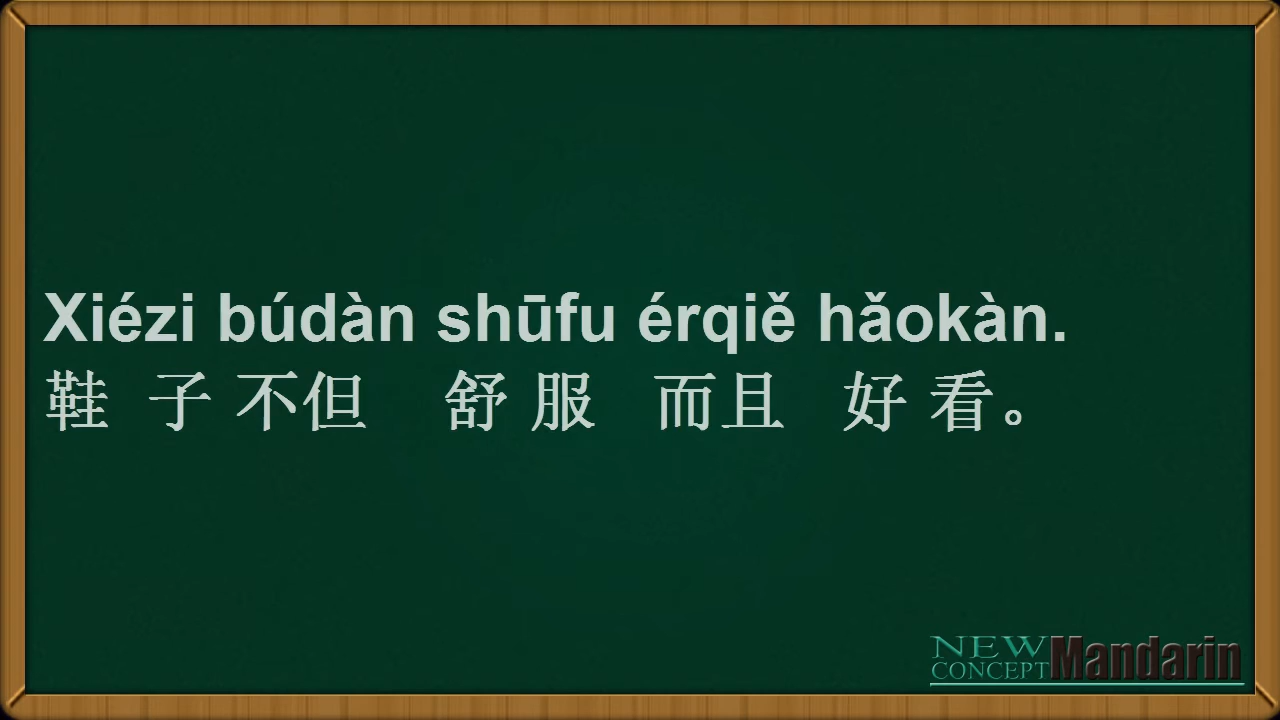 Xiézi búdàn shūfu érqiě hǎokàn.
鞋 子 不但 舒 服 而且 好 看。
NEW CONCEPT Mandarin